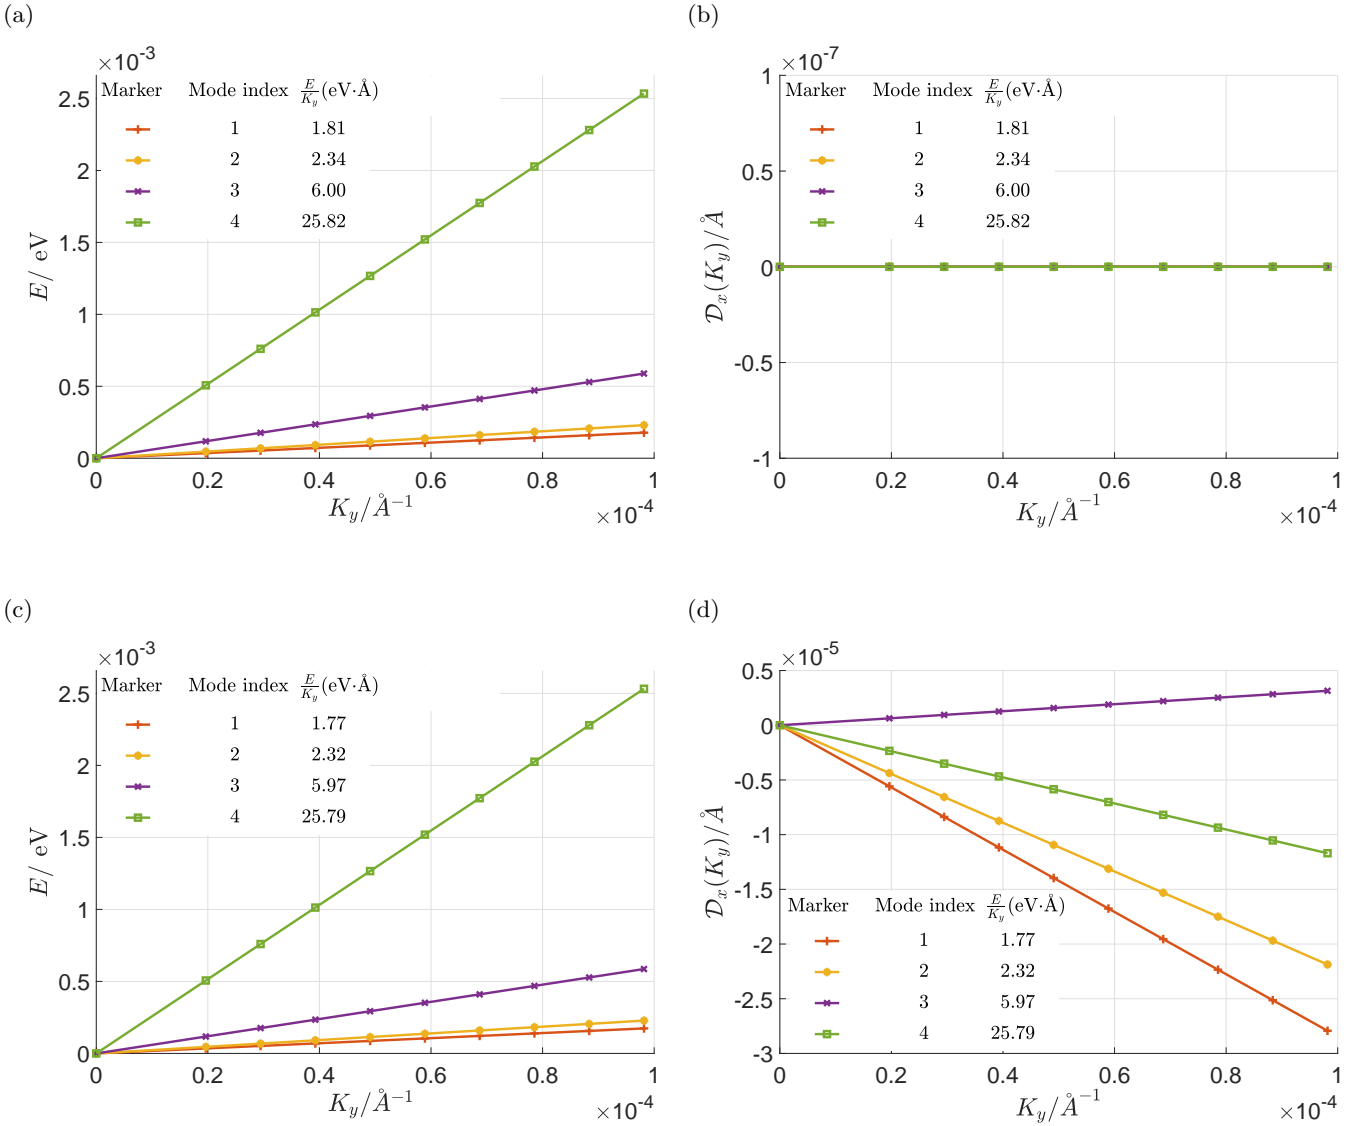 (a)
×10⁻³
Marker Mode index E/K_y (eV·Å)
1 1.81
2 2.34
3 6.00
4 25.82
2.5
2
1.5
1
0.5
0
E/ eV
0 0.2 0.4 0.6 0.8 1
K_y/Å⁻¹
×10⁻⁴
(b)
×10⁻⁷
Marker Mode index E/K_y (eV·Å)
1 1.81
2 2.34
3 6.00
4 25.82
1
0.5
0
-0.5
-1
𝒟_x(K_y)/Å
0 0.2 0.4 0.6 0.8 1
K_y/Å⁻¹
×10⁻⁴
(c)
×10⁻³
Marker Mode index E/K_y (eV·Å)
1 1.77
2 2.32
3 5.97
4 25.79
2.5
2
1.5
1
0.5
0
E/ eV
0 0.2 0.4 0.6 0.8 1
K_y/Å⁻¹
×10⁻⁴
(d)
×10⁻⁵
0.5
0
-0.5
-1
-1.5
-2
-2.5
-3
𝒟_x(K_y)/Å
Marker Mode index E/K_y (eV·Å)
1 1.77
2 2.32
3 5.97
4 25.79
0 0.2 0.4 0.6 0.8 1
K_y/Å⁻¹
×10⁻⁴